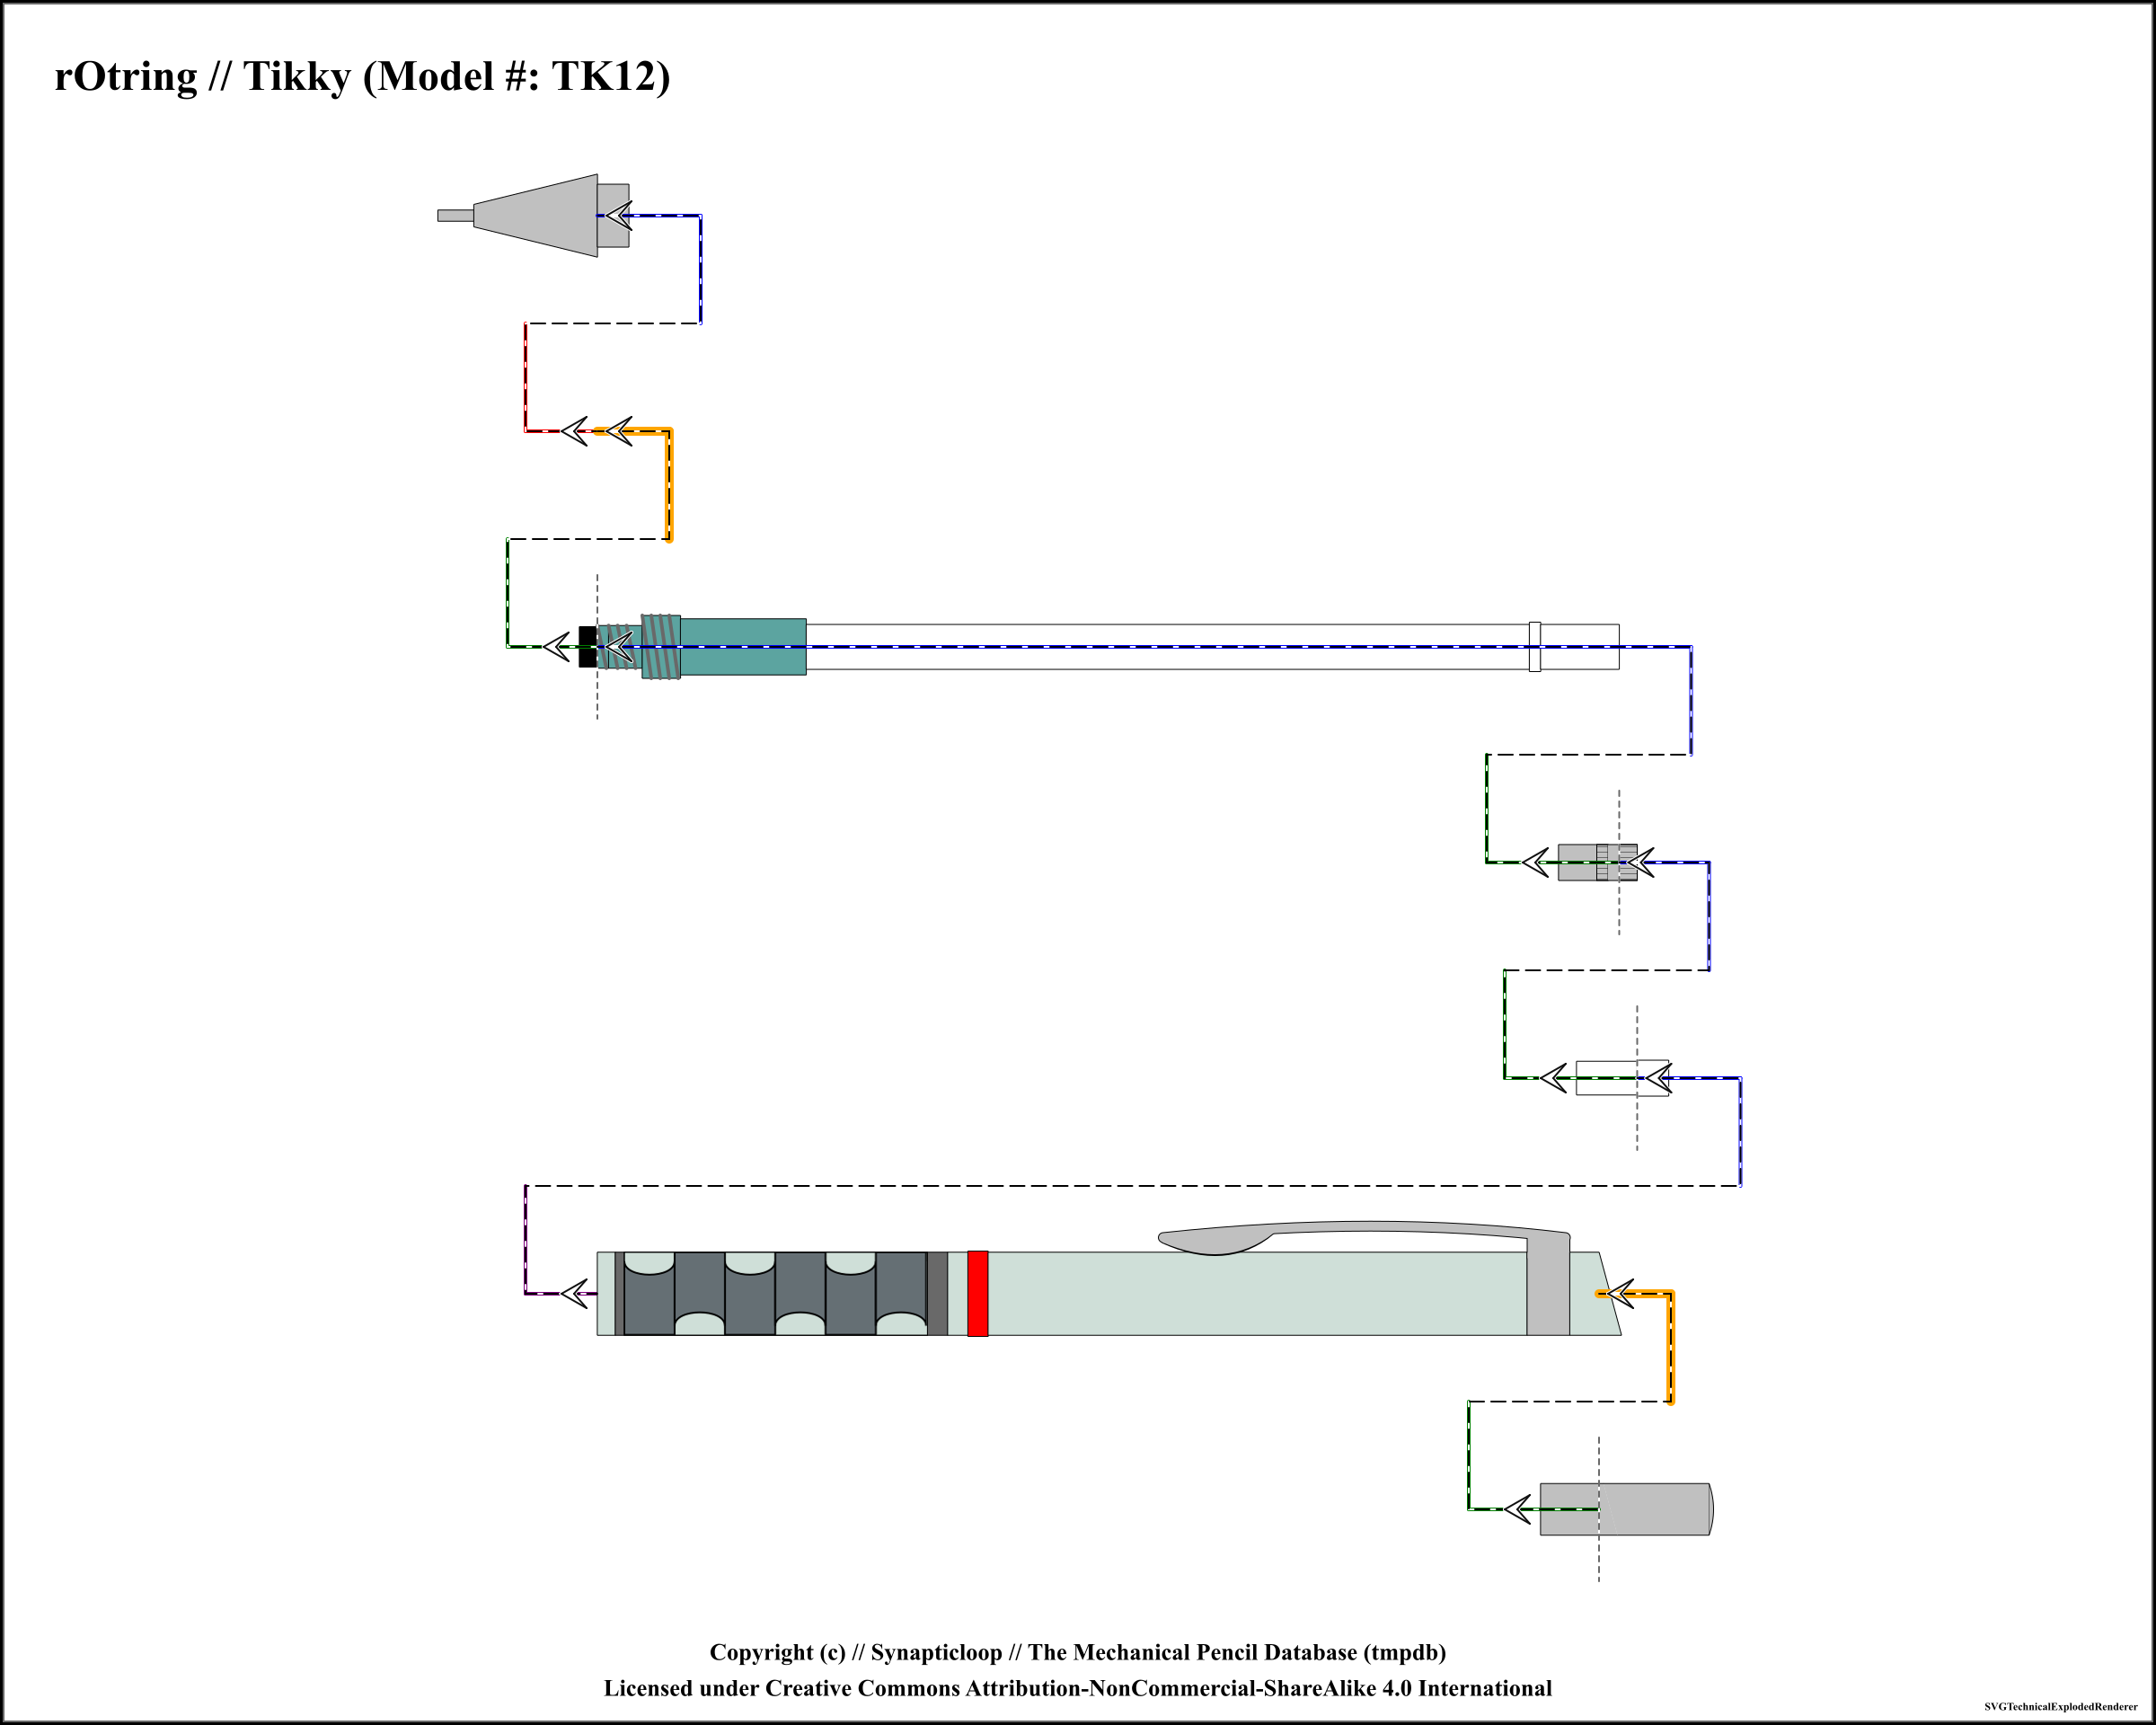 rOtring // Tikky (Model #: TK12)
Copyright (c) // Synapticloop // The Mechanical Pencil Database (tmpdb)
Licensed under Creative Commons Attribution-NonCommercial-ShareAlike 4.0 International
SVGTechnicalExplodedRenderer